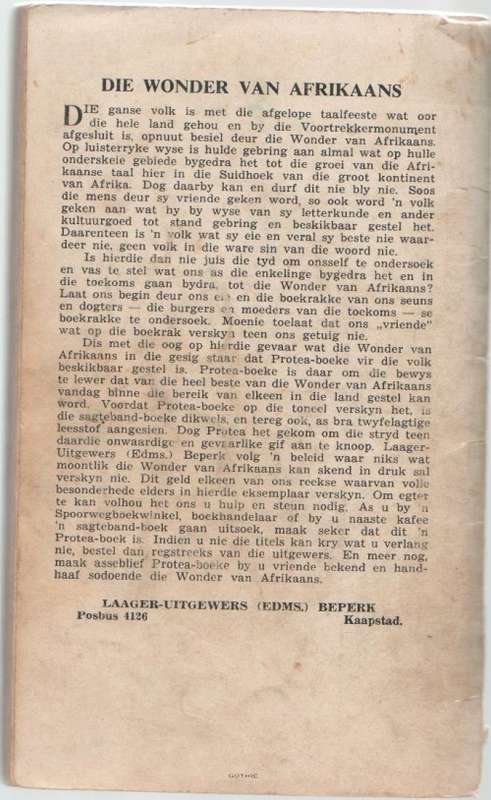 DIE WONDER VAN AFRIKAANS
DIE ganse volk is met die afgelope taalfeeste wat oor
die hele land gehou en by die Voortrekkermonument
afgesluit is, opnuut besiel deur die Wonder van Afrikaans.
Op luisterryke wyse is hulde gebring aan almal wat op hulle
onderskeie gebiede bygedra het tot die groei van die Afri-
kaanse taal hier in die Suidhoek van die groot kontinent
van Afrika. Dog daarby kan en durf dit nie bly nie. Soos
die mens deur sy vriende geken word, so ook word 'n volk
geken aan wat hy by wyse van sy letterkunde en ander
kultuurgoed tot stand gebring en beskikbaar gestel het.
Daarenteen is 'n volk wat sy eie en veral sy beste nie waar-
deer nie, geen volk in die ware sin van die woord nie.
Is hierdie dan nie juis die tyd om onsself te ondersoek
en vas te stel wat ons as die enkelinge bygedra het en in
die toekoms gaan bydra, tot die Wonder van Afrikaans?
Laat ons begin deur ons eie en die boekrakke van ons seuns
en dogters — die burgers en moeders van die toekoms — se
boekrakke te ondersoek. Moenie toelaat dat ons „vriende"
wat op die boekrak verskyn teen ons getuig nie.
Dis met die oog op hierdie gevaar wat die Wonder van
Afrikaans in die gesig staar dat Protea-boeke vir die volk
beskikbaar gestel is. Protea-boeke is daar om die bewys
te lewer dat van die heel beste van die Wonder van Afrikaans
vandag binne die bereik van elkeen in die land gestel kan
word. Voordat Protea-boeke op die toneel verskyn het, is
die sagteband-boeke dikwels, en tereg ook, as bra twyfelagtige
leesstof aangesien. Dog Protea het gekom om die stryd teen
daardie onwaardige en gevaarlike gif aan te knoop. Laager-
Uitgewers (Edms.) Beperk volg 'n beleid waar niks wat
moontlik die Wonder van Afrikaans kan skend in druk sal
verskyn nie. Dit geld elkeen van ons reekse waarvan volle
besonderhede elders in hierdie eksemplaar verskyn. Om egter
te kan volhou het ons u hulp en steun nodig. As u by 'n
Spoorwegboekwinkel, boekhandelaar of by u naaste kafee
'n sagteband-boek gaan uitsoek, maak seker dat dit 'n
Protea-boek is. Indien u nie die titels kan kry wat u verlang
nie, bestel dan regstreeks van die uitgewers. En meer nog,
maak asseblief Protea-boeke by u vriende bekend en hand-
haaf sodoende die Wonder van Afrikaans.
LAAGER-UITGEWERS (EDMS.) BEPERK
Posbus 4126 Kaapstad.
GOTHIC